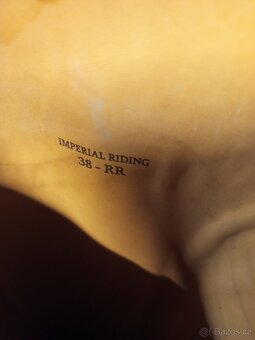 IMPERIAL RIDING
38 - RR
© Bazos.cz